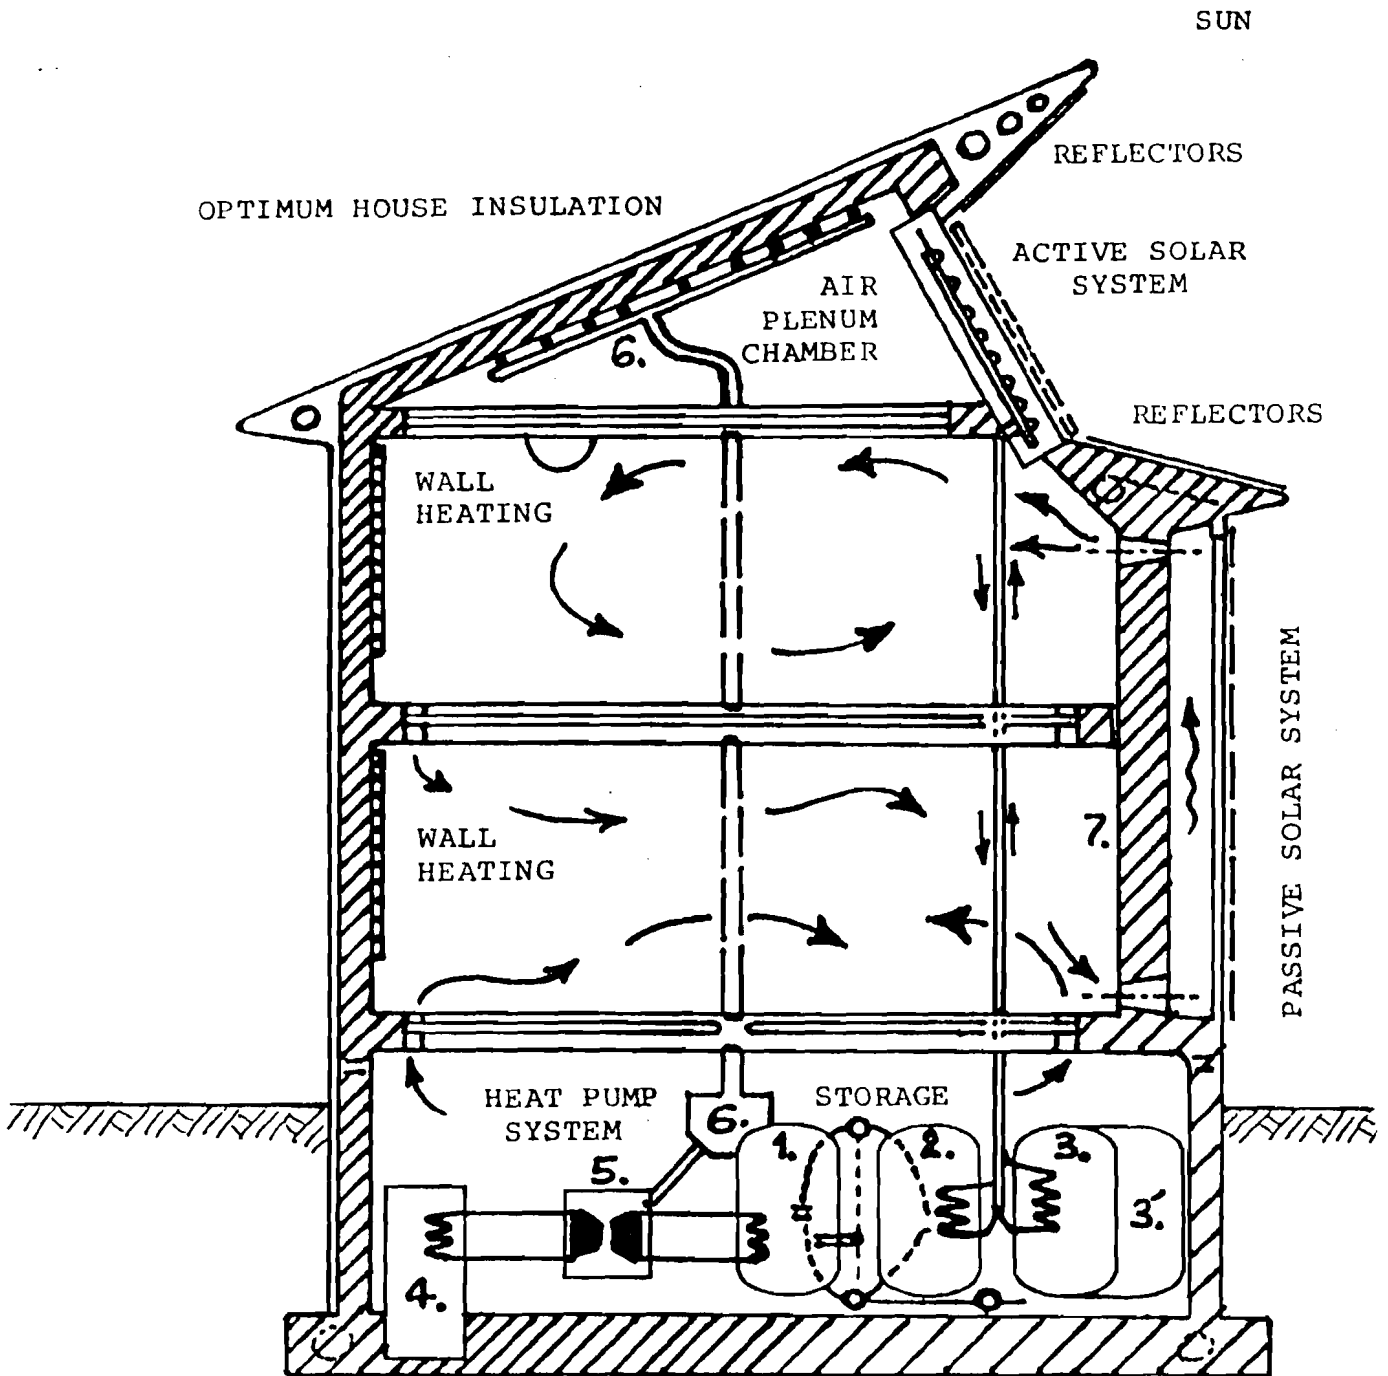 SUN
REFLECTORS
OPTIMUM HOUSE INSULATION
ACTIVE SOLAR
SYSTEM
AIR
PLENUM
CHAMBER
6.
REFLECTORS
WALL
HEATING
PASSIVE SOLAR SYSTEM
WALL
HEATING
7.
HEAT PUMP
SYSTEM
STORAGE
6.
1.
2.
3.
5.
3'.
4.